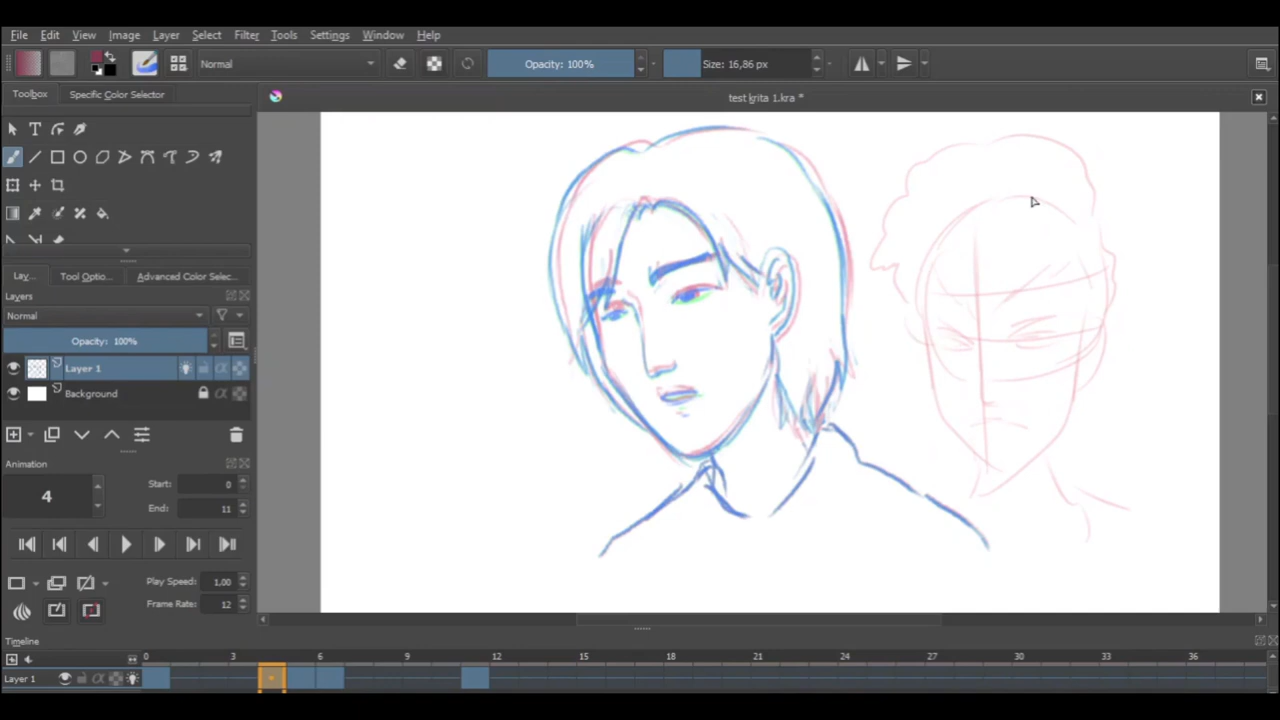 File Edit View Image Layer Select Filter Tools Settings Window Help
Normal Opacity: 100% Size: 16,86 px
Toolbox Specific Color Selector
test krita 1.kra *
T
Lay... Tool Optio... Advanced Color Selec...
Layers
Normal
Opacity: 100%
Layer 1
Background
Animation
4
Start: 0
End: 11
Play Speed: 1,00
Frame Rate: 12
Timeline
0 3 6 9 12 15 18 21 24 27 30 33 36
Layer 1